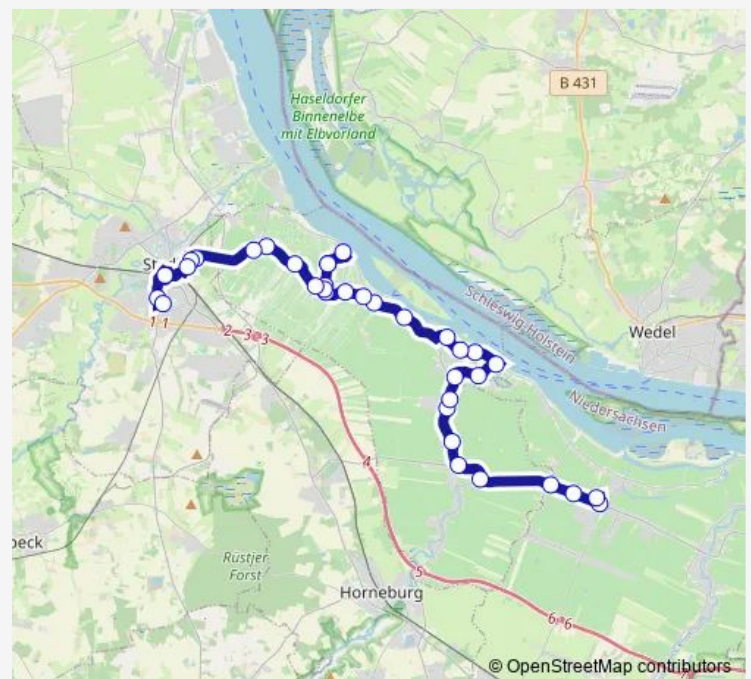 B 431
Haseldorfer
Binnenelbe
mit Elbvorland
Schleswig-Holstein
Wedel
Niedersachsen
1 1
2
3 3
4
5
6 6
Rüstjer
Forst
Horneburg
© OpenStreetMap contributors